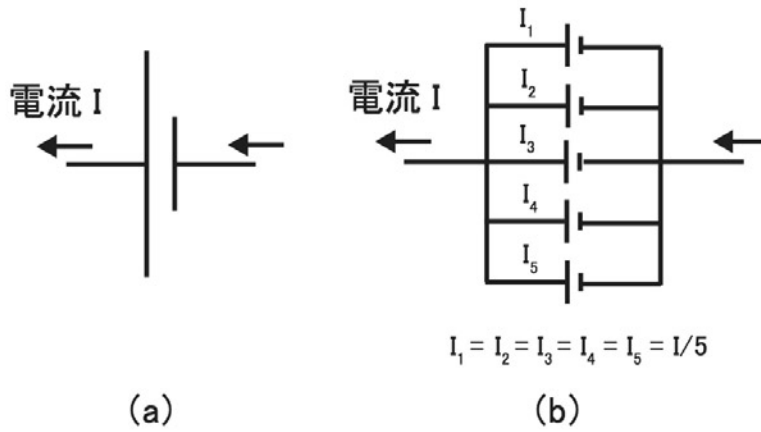 電流 I
電流 I
I₁
I₂
I₃
I₄
I₅
I₁ = I₂ = I₃ = I₄ = I₅ = I/5
(a)
(b)